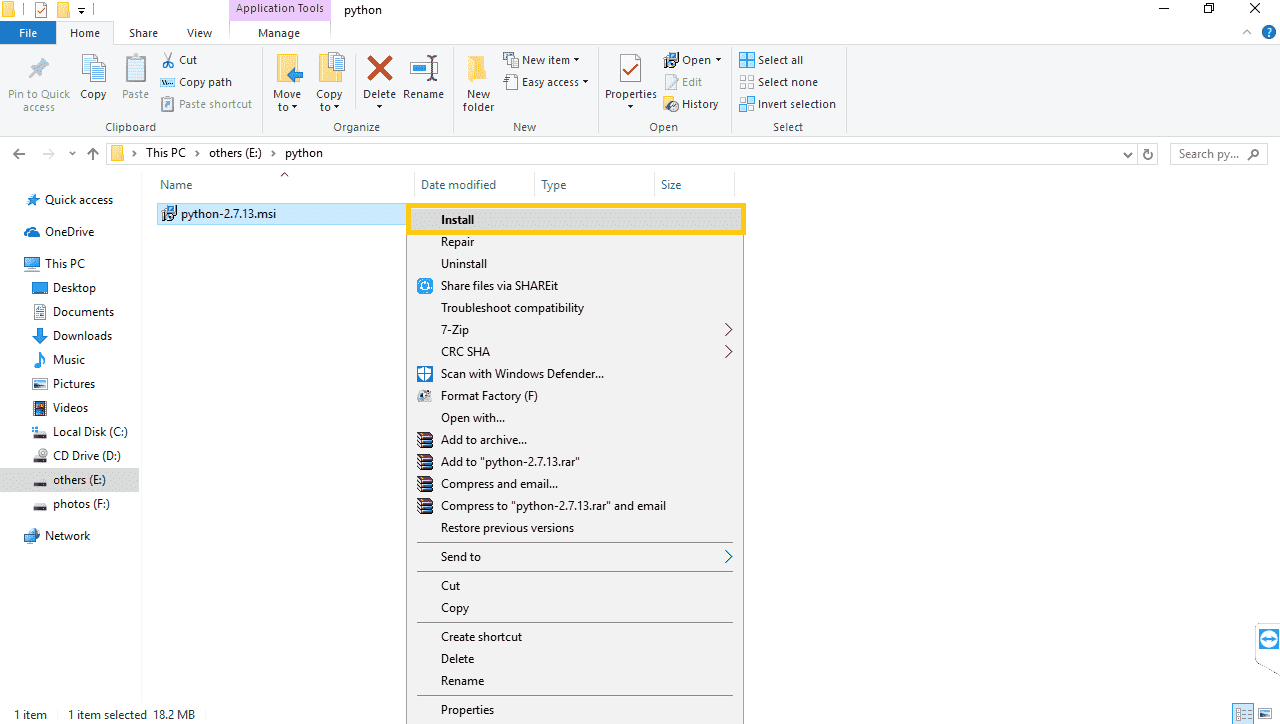 Application Tools
python
File
Home
Share
View
Manage
Pin to Quick
access
Copy
Paste
Cut
Copy path
Paste shortcut
Clipboard
Move
to
Copy
to
Delete
Rename
Organize
New
folder
New item
Easy access
New
Properties
Open
Edit
History
Open
Select all
Select none
Invert selection
Select
This PC
others (E:)
python
Search py...
Name
Date modified
Type
Size
Quick access
OneDrive
This PC
Desktop
Documents
Downloads
Music
Pictures
Videos
Local Disk (C:)
CD Drive (D:)
others (E:)
photos (F:)
Network
python-2.7.13.msi
Install
Repair
Uninstall
Share files via SHAREit
Troubleshoot compatibility
7-Zip
CRC SHA
Scan with Windows Defender...
Format Factory (F)
Open with...
Add to archive...
Add to "python-2.7.13.rar"
Compress and email...
Compress to "python-2.7.13.rar" and email
Restore previous versions
Send to
Cut
Copy
Create shortcut
Delete
Rename
Properties
1 item
1 item selected 18.2 MB